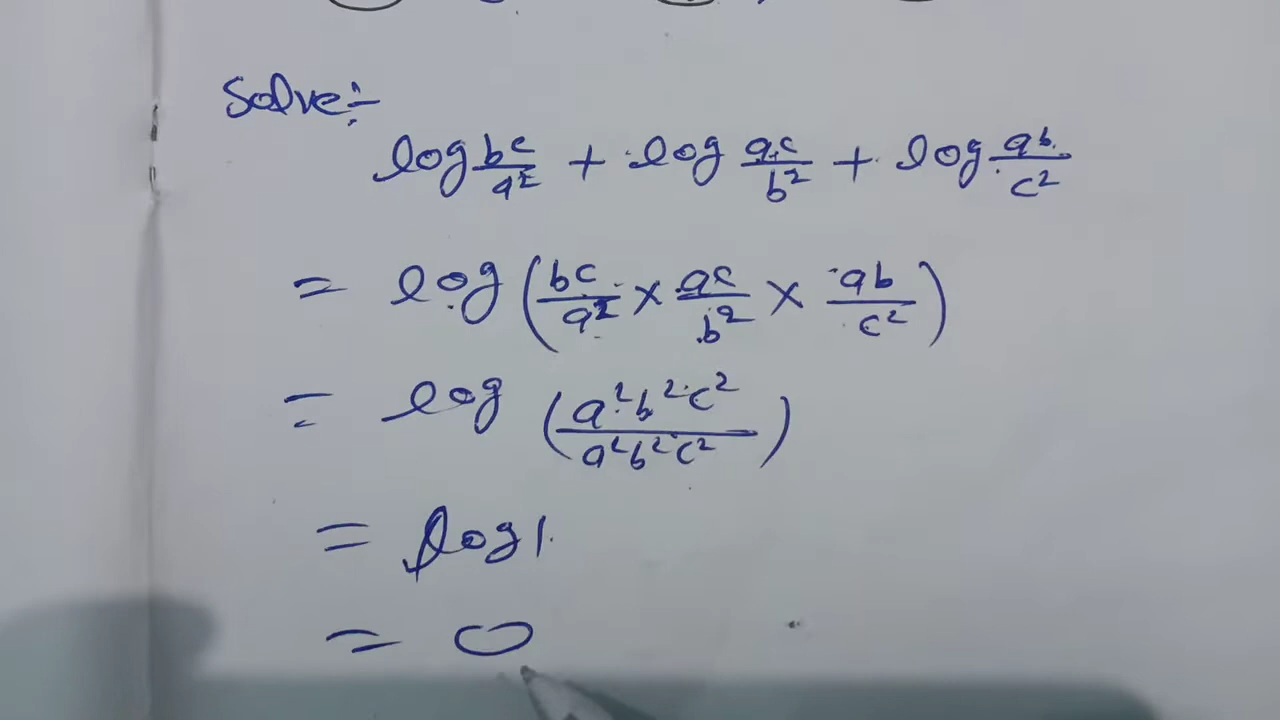 Solve:-
log bc/a² + log ac/b² + log ab/c²
= log (bc/a² × ac/b² × ab/c²)
= log (a²b²c²/a²b²c²)
= log 1
= 0